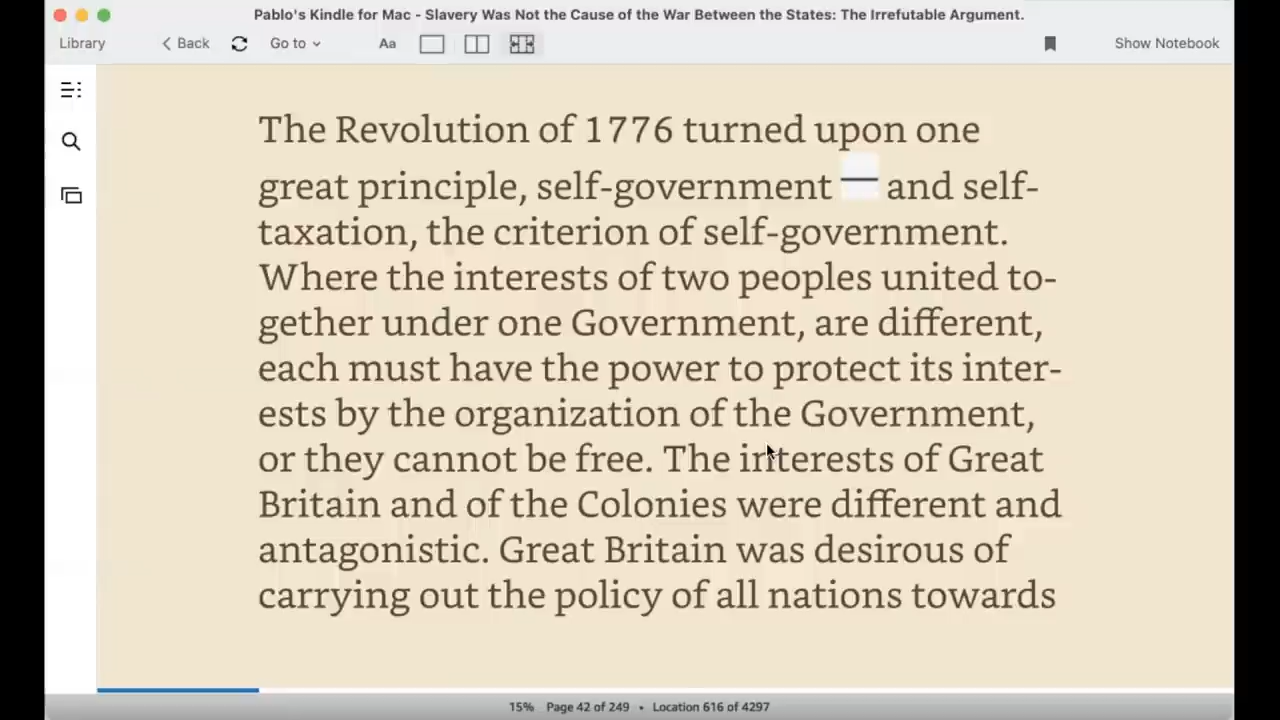 Pablo's Kindle for Mac - Slavery Was Not the Cause of the War Between the States: The Irrefutable Argument.
Library Back Go to Aa Show Notebook
The Revolution of 1776 turned upon one
great principle, self-government — and self-
taxation, the criterion of self-government.
Where the interests of two peoples united to-
gether under one Government, are different,
each must have the power to protect its inter-
ests by the organization of the Government,
or they cannot be free. The interests of Great
Britain and of the Colonies were different and
antagonistic. Great Britain was desirous of
carrying out the policy of all nations towards
15% Page 42 of 249 • Location 616 of 4297